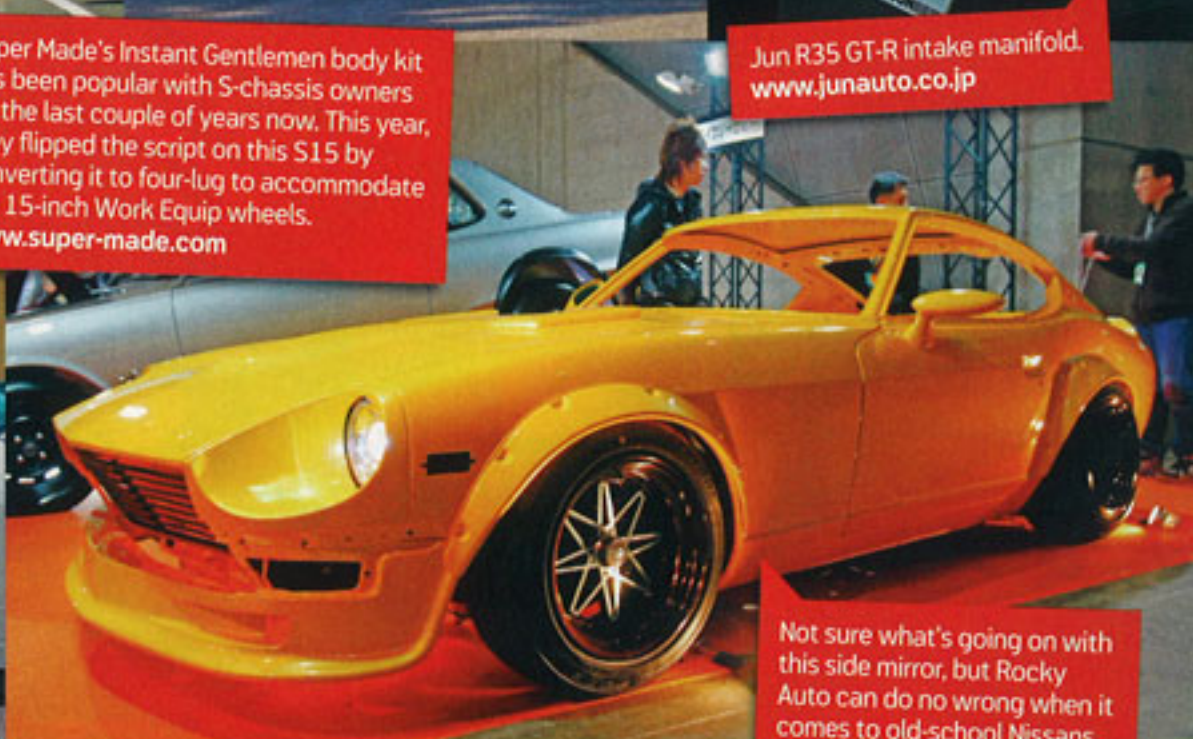 per Made's Instant Gentlemen body kit
s been popular with S-chassis owners
the last couple of years now. This year,
y flipped the script on this S15 by
nverting it to four-lug to accommodate
15-inch Work Equip wheels.
ww.super-made.com
Jun R35 GT-R intake manifold.
www.junauto.co.jp
Not sure what's going on with
this side mirror, but Rocky
Auto can do no wrong when it
comes to old-school Nissans